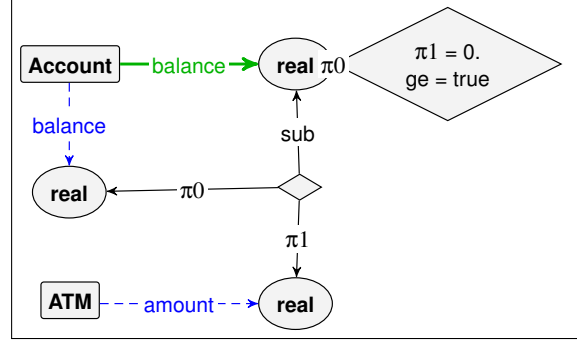 π1 = 0.
Account balance real π0
ge = true
balance
sub
real π0
π1
ATM amount real